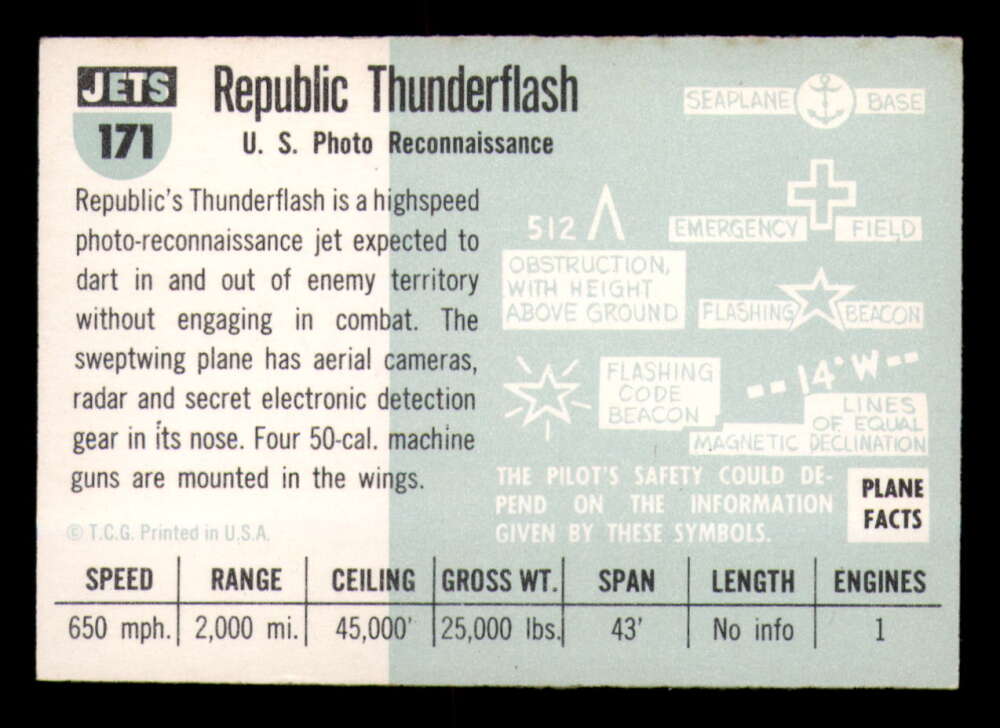 JETS
171
Republic Thunderflash
U. S. Photo Reconnaissance
Republic's Thunderflash is a highspeed
photo-reconnaissance jet expected to
dart in and out of enemy territory
without engaging in combat. The
sweptwing plane has aerial cameras,
radar and secret electronic detection
gear in its nose. Four 50-cal. machine
guns are mounted in the wings.
© T.C.G. Printed in U.S.A.
SEAPLANE BASE
EMERGENCY FIELD
512
OBSTRUCTION,
WITH HEIGHT
ABOVE GROUND
FLASHING BEACON
FLASHING
CODE
BEACON
-- 14°W --
LINES
OF EQUAL
MAGNETIC DECLINATION
THE PILOT'S SAFETY COULD DE-
PEND ON THE INFORMATION
GIVEN BY THESE SYMBOLS.
PLANE
FACTS
SPEED RANGE CEILING GROSS WT. SPAN LENGTH ENGINES
650 mph. 2,000 mi. 45,000' 25,000 lbs. 43' No info 1